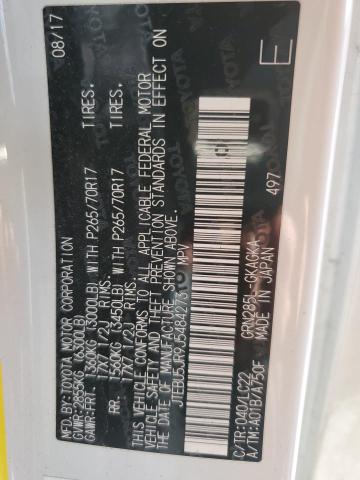 MFD.BY:TOYOTA MOTOR CORPORATION 08/17
GVWR:2855KG (6300LB)
GAWR:FRT. 1360KG (3000LB) WITH P265/70R17 TIRES.
17X7 1/2J RIMS.
RR. 1560KG (3450LB) WITH P265/70R17 TIRES.
17X7 1/2J RIMS.
THIS VEHICLE CONFORMS TO ALL APPLICABLE FEDERAL MOTOR
VEHICLE SAFETY AND THEFT PREVENTION STANDARDS IN EFFECT ON
THE DATE OF MANUFACTURE SHOWN ABOVE.
JTEBU5JR9J5484273 MPV
C/TR:040/LC22 GRN285L-GKAGKA
A/TM:A01B/A750F MADE IN JAPAN
497
E
TOYOTA